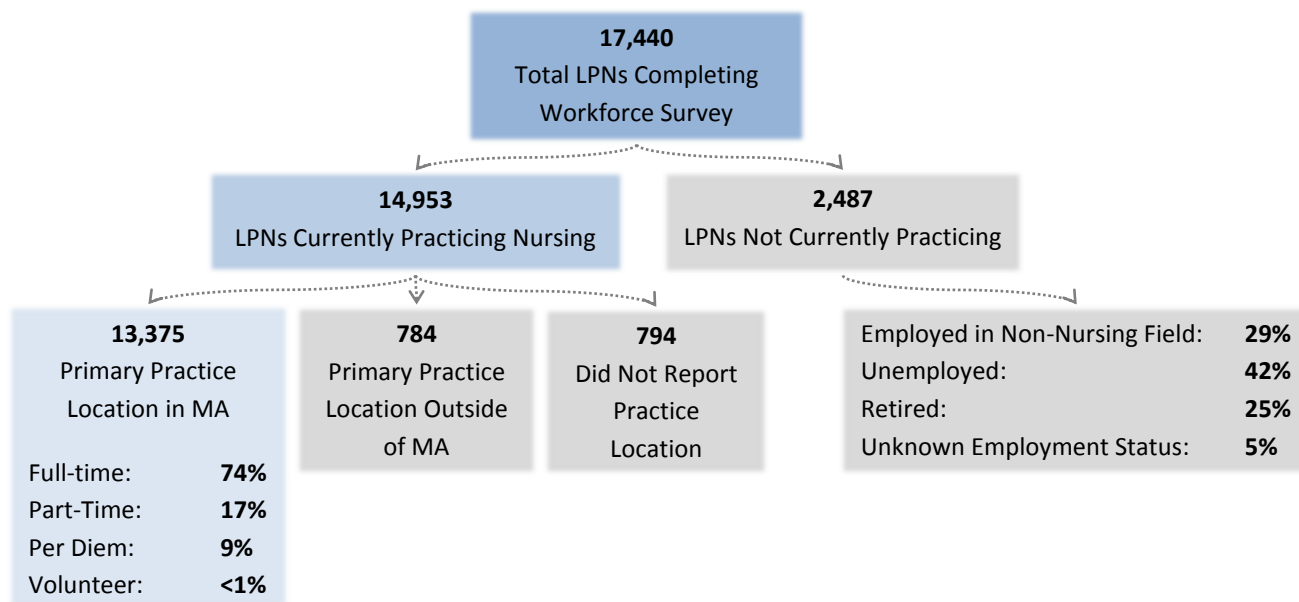 17,440
Total LPNs Completing
Workforce Survey
14,953
LPNs Currently Practicing Nursing
2,487
LPNs Not Currently Practicing
13,375
Primary Practice
Location in MA
Full-time: 74%
Part-Time: 17%
Per Diem: 9%
Volunteer: <1%
784
Primary Practice
Location Outside
of MA
794
Did Not Report
Practice
Location
Employed in Non-Nursing Field: 29%
Unemployed: 42%
Retired: 25%
Unknown Employment Status: 5%